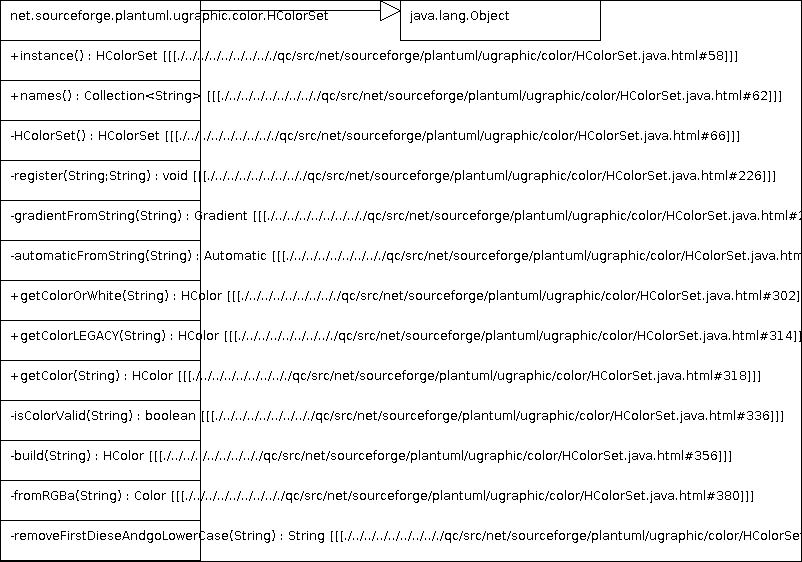 net.sourceforge.plantuml.ugraphic.color.HColorSet
java.lang.Object
+instance() : HColorSet [[[./../../../../../../../../qc/src/net/sourceforge/plantuml/ugraphic/color/HColorSet.java.html#58]]]
+names() : Collection<String> [[[./../../../../../../../../qc/src/net/sourceforge/plantuml/ugraphic/color/HColorSet.java.html#62]]]
-HColorSet() : HColorSet [[[./../../../../../../../../qc/src/net/sourceforge/plantuml/ugraphic/color/HColorSet.java.html#66]]]
-register(String;String) : void [[[./../../../../../../../../qc/src/net/sourceforge/plantuml/ugraphic/color/HColorSet.java.html#226]]]
-gradientFromString(String) : Gradient [[[./../../../../../../../../qc/src/net/sourceforge/plantuml/ugraphic/color/HColorSet.java.html#2
-automaticFromString(String) : Automatic [[[./../../../../../../../../qc/src/net/sourceforge/plantuml/ugraphic/color/HColorSet.java.htm
+getColorOrWhite(String) : HColor [[[./../../../../../../../../qc/src/net/sourceforge/plantuml/ugraphic/color/HColorSet.java.html#302]]]
+getColorLEGACY(String) : HColor [[[./../../../../../../../../qc/src/net/sourceforge/plantuml/ugraphic/color/HColorSet.java.html#314]]]
+getColor(String) : HColor [[[./../../../../../../../../qc/src/net/sourceforge/plantuml/ugraphic/color/HColorSet.java.html#318]]]
-isColorValid(String) : boolean [[[./../../../../../../../../qc/src/net/sourceforge/plantuml/ugraphic/color/HColorSet.java.html#336]]]
-build(String) : HColor [[[./../../../../../../../../qc/src/net/sourceforge/plantuml/ugraphic/color/HColorSet.java.html#356]]]
-fromRGBa(String) : Color [[[./../../../../../../../../qc/src/net/sourceforge/plantuml/ugraphic/color/HColorSet.java.html#380]]]
-removeFirstDieseAndgoLowerCase(String) : String [[[./../../../../../../../../qc/src/net/sourceforge/plantuml/ugraphic/color/HColorSet